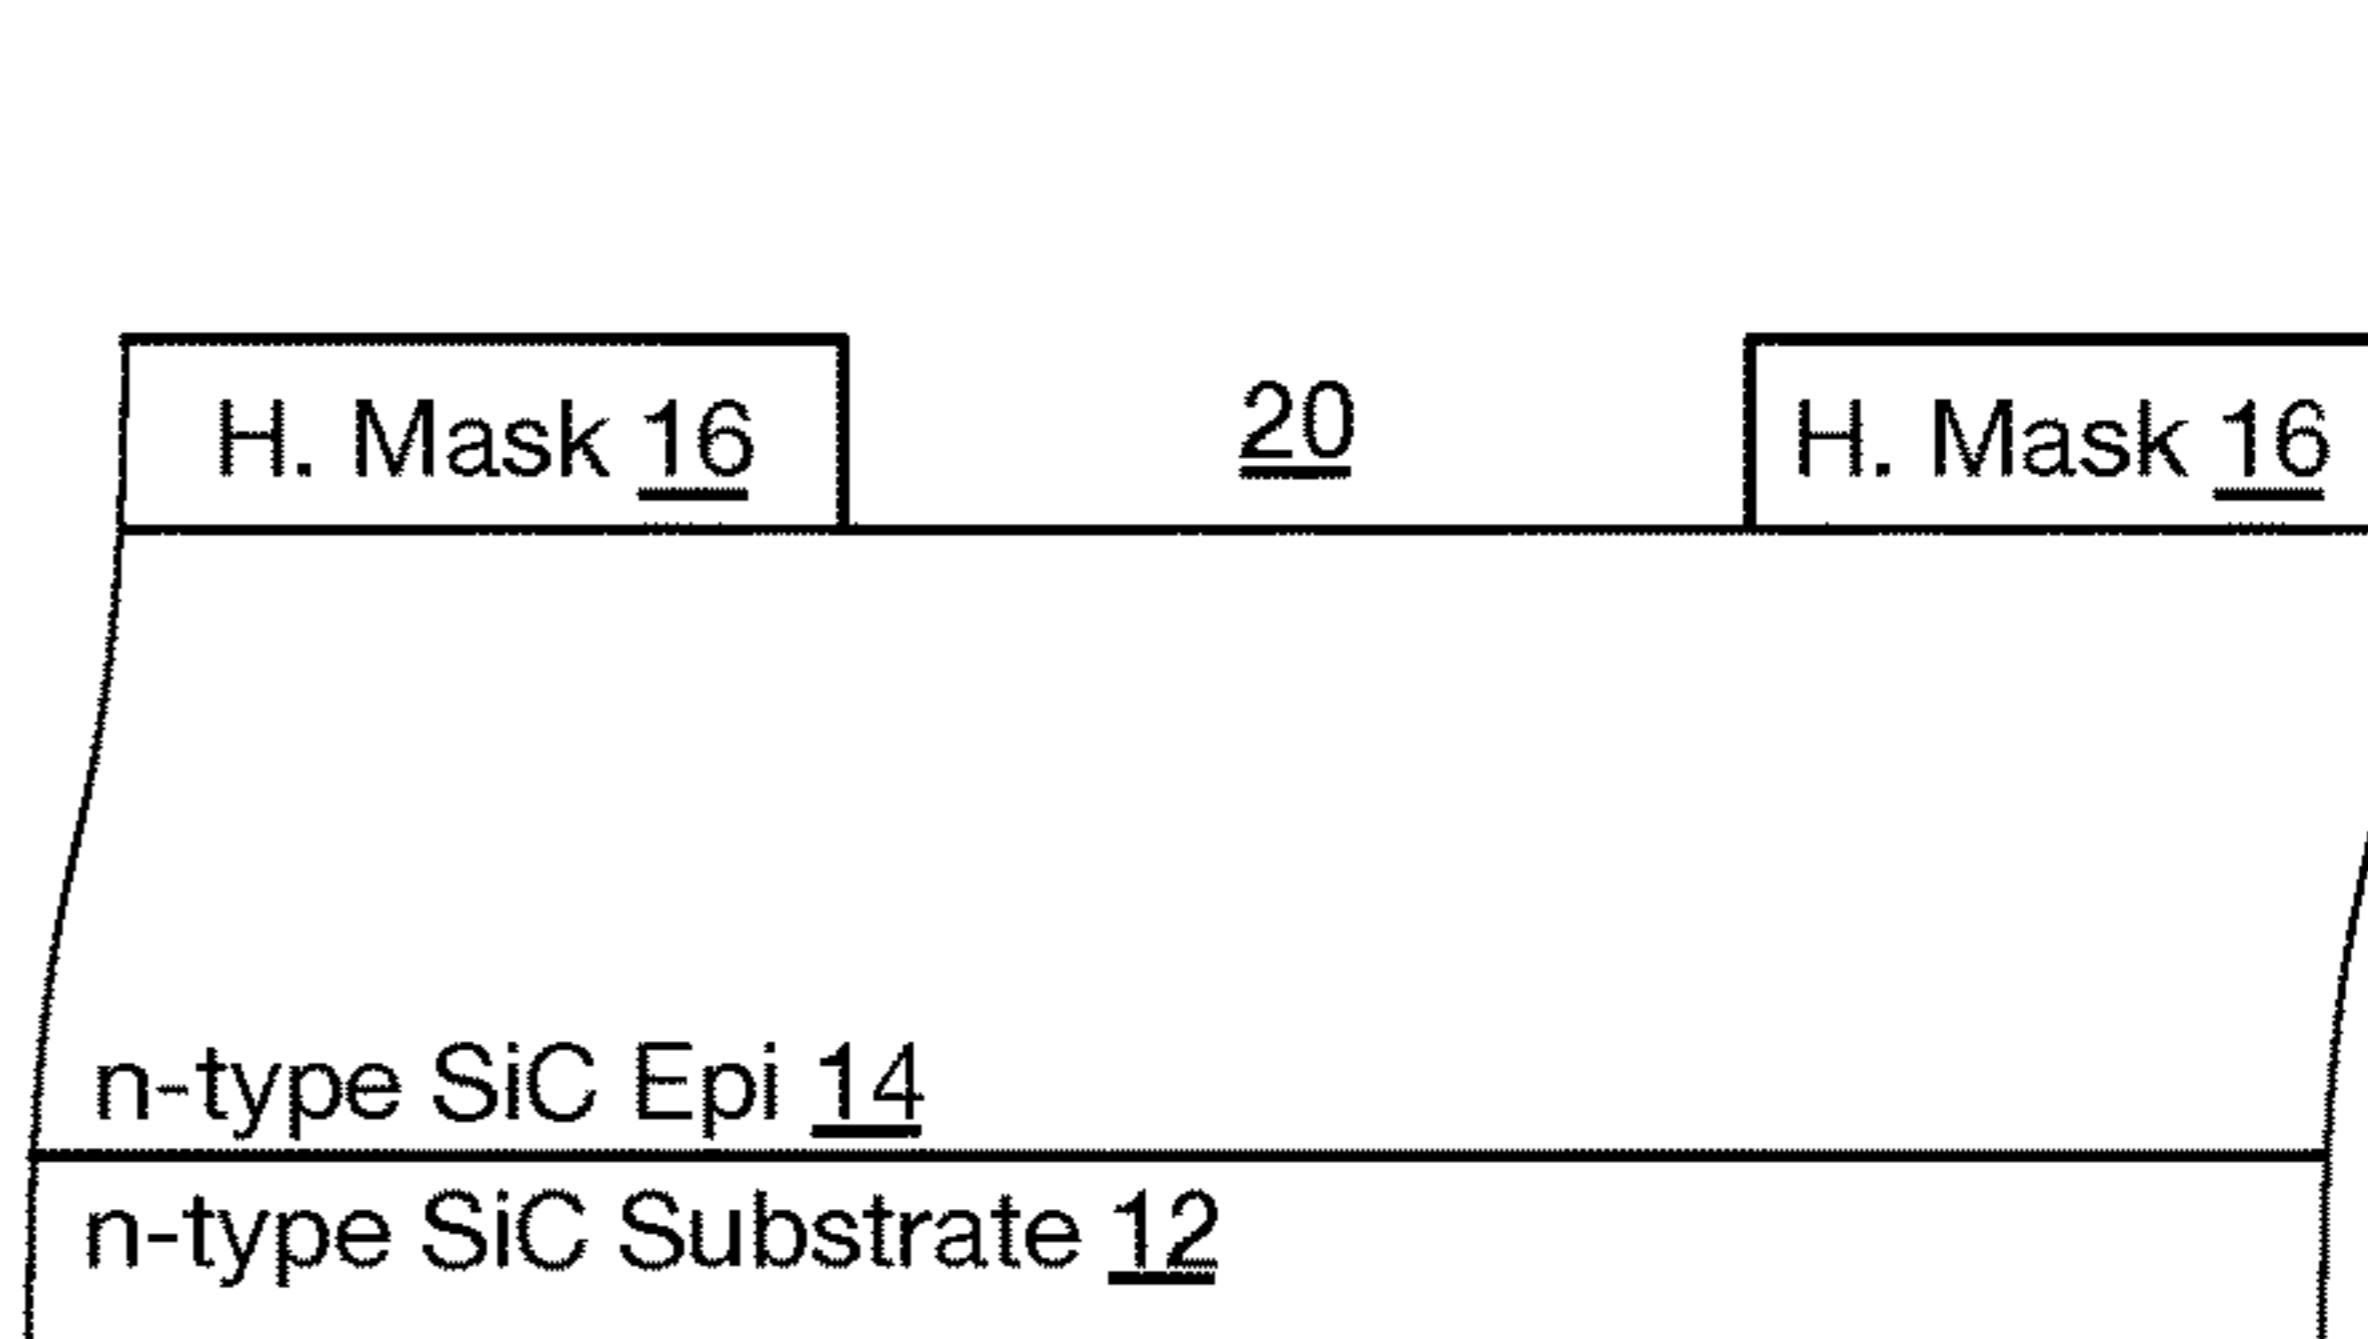 H. Mask 16
20
H. Mask 16
n-type SiC Epi 14
n-type SiC Substrate 12